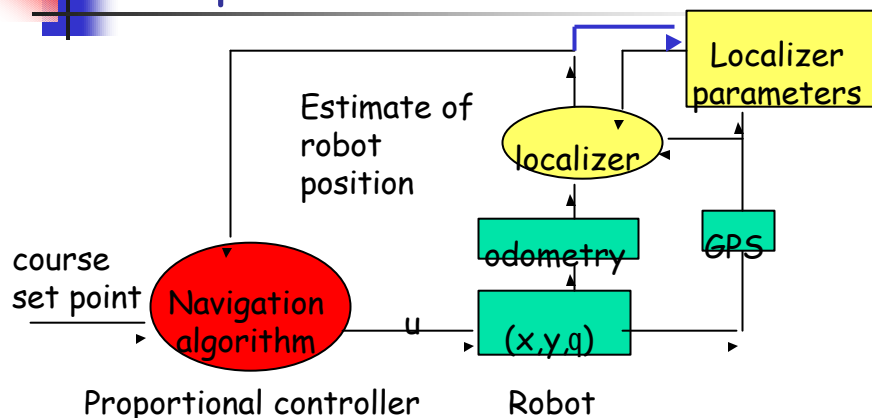 Localizer
parameters
Estimate of
robot
position
localizer
odometry
GPS
course
set point
Navigation
algorithm
u
(x,y,q)
Proportional controller
Robot